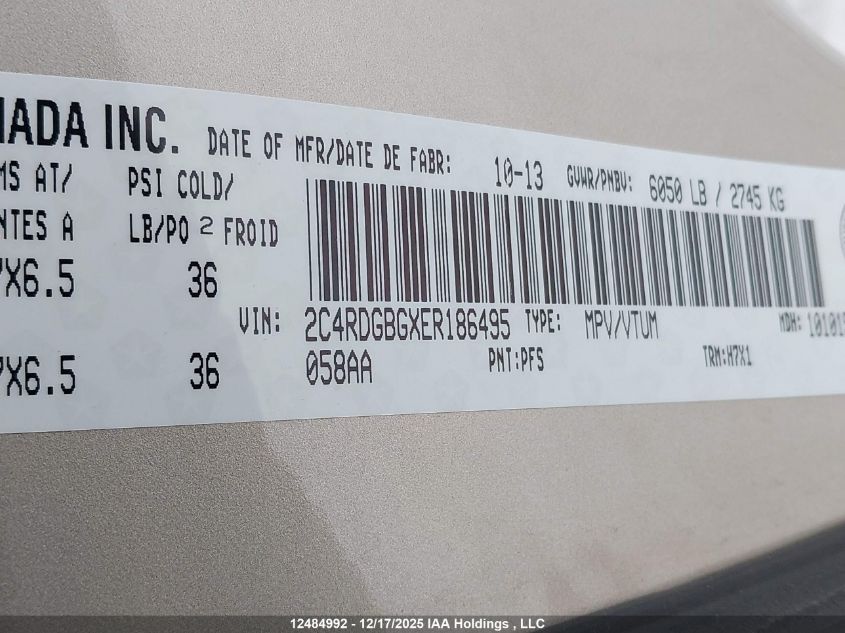 NADA INC. DATE OF MFR/DATE DE FABR: 10-13 GVWR/PNBV: 6050 LB / 2745 KG
MS AT/ PSI COLD/
NTES A LB/PO 2 FROID
7X6.5 36
VIN: 2C4RDGBGXER186495 TYPE: MPV/VTUM MDH: 10101
7X6.5 36 058AA PNT:PFS TRM:H7X1
12484992 - 12/17/2025 IAA Holdings , LLC